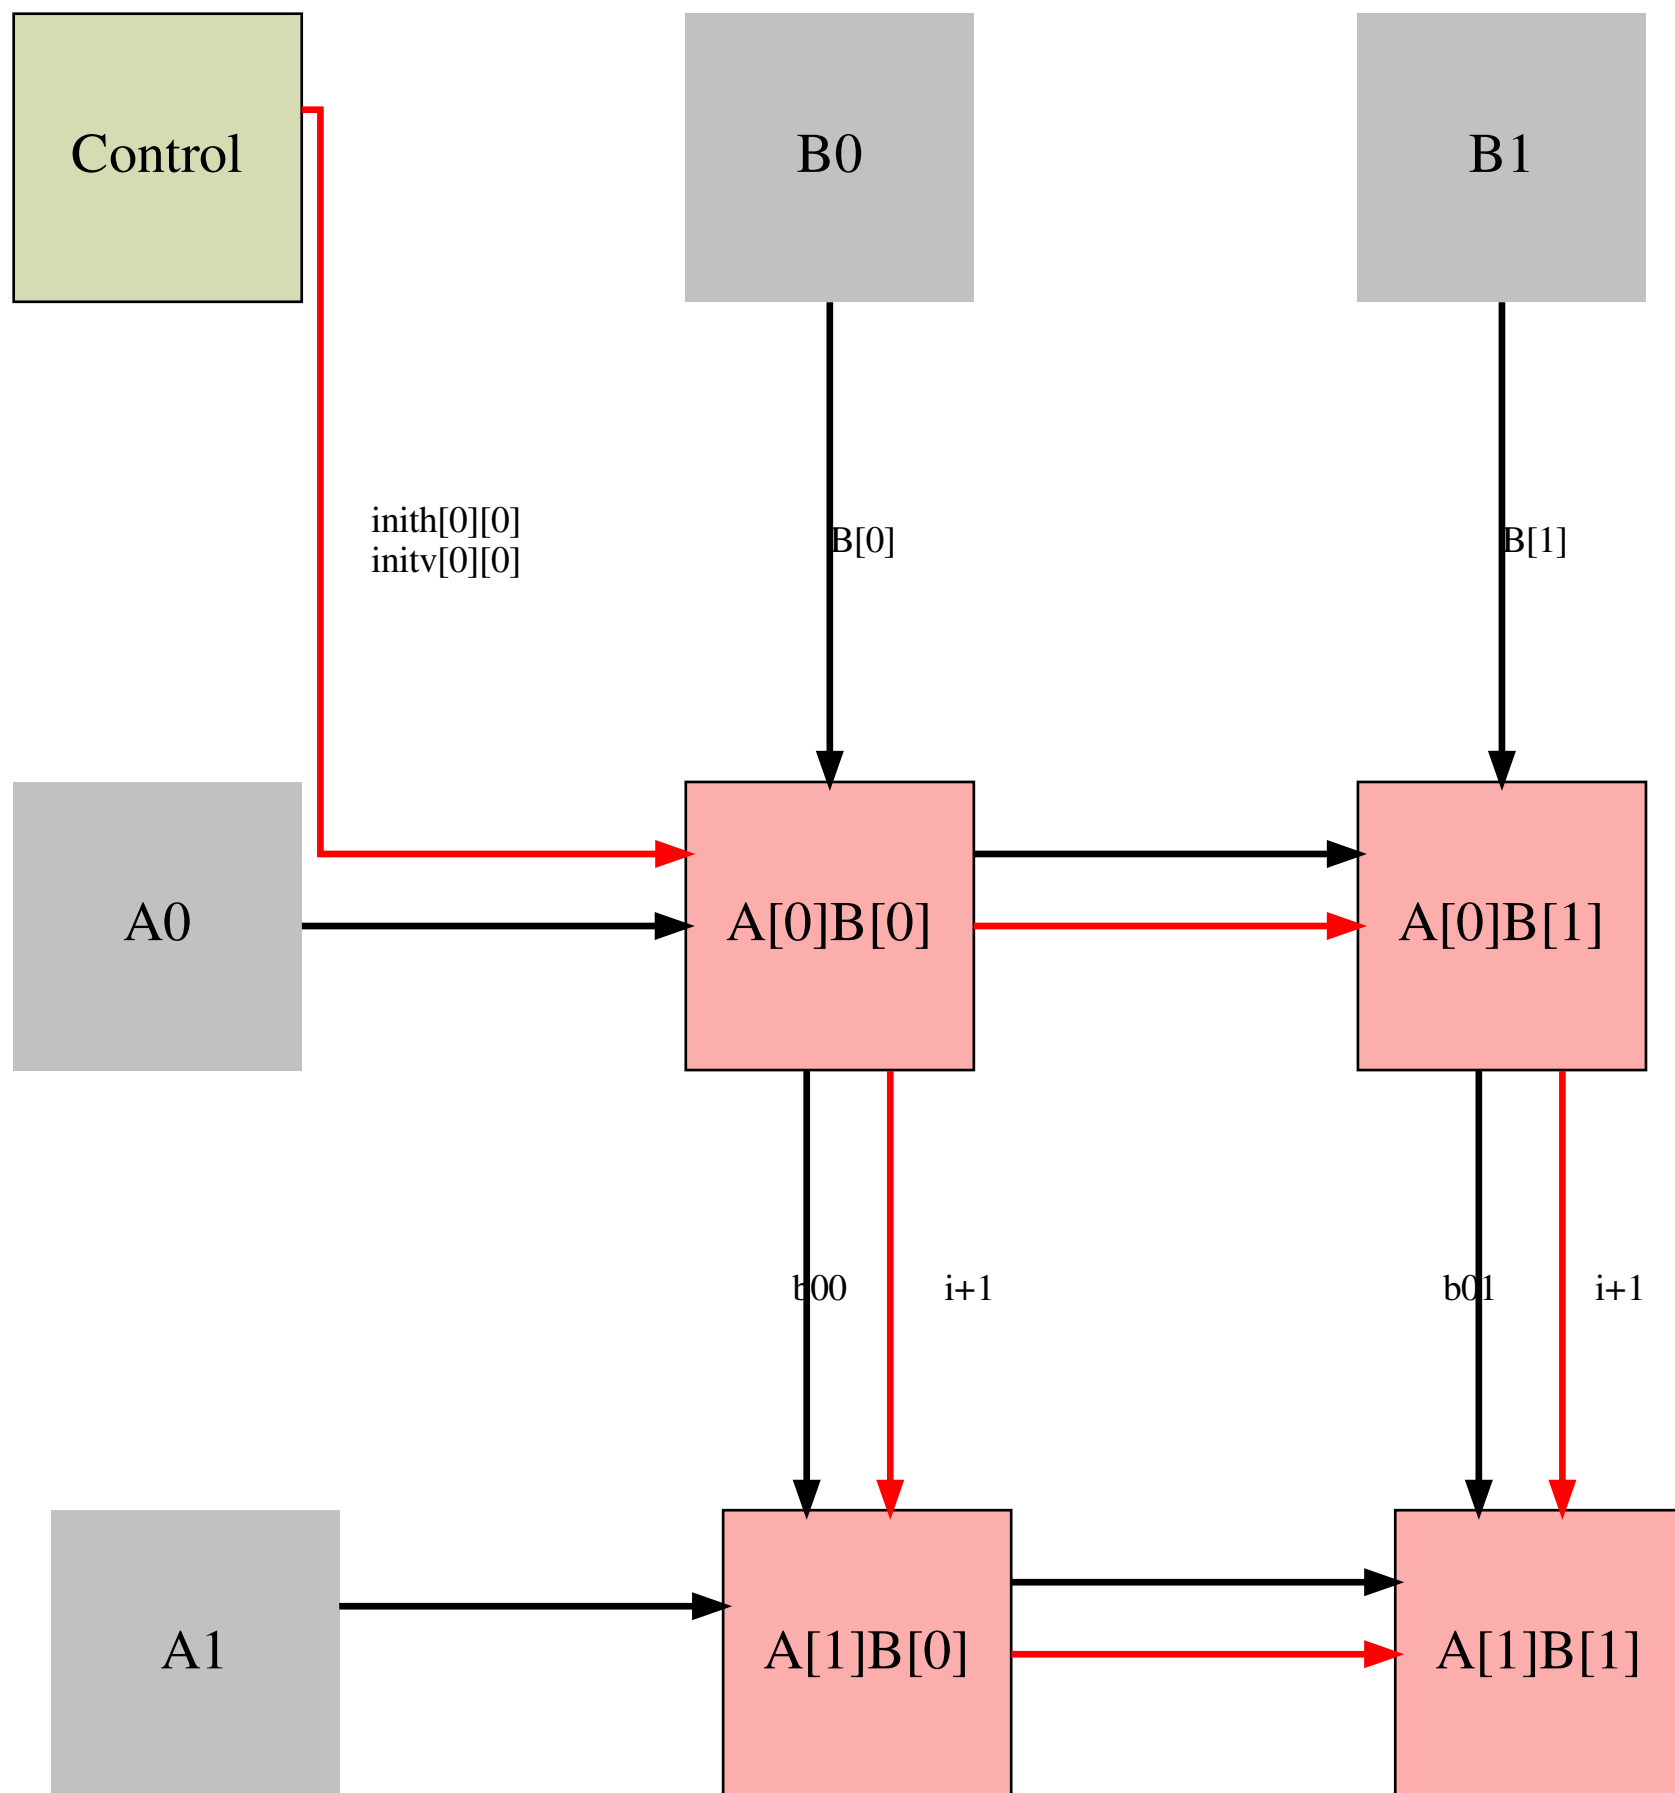 Control
B0
B1
inith[0][0]
initv[0][0]
B[0]
B[1]
A0
A[0]B[0]
A[0]B[1]
b00
i+1
b01
i+1
A1
A[1]B[0]
A[1]B[1]